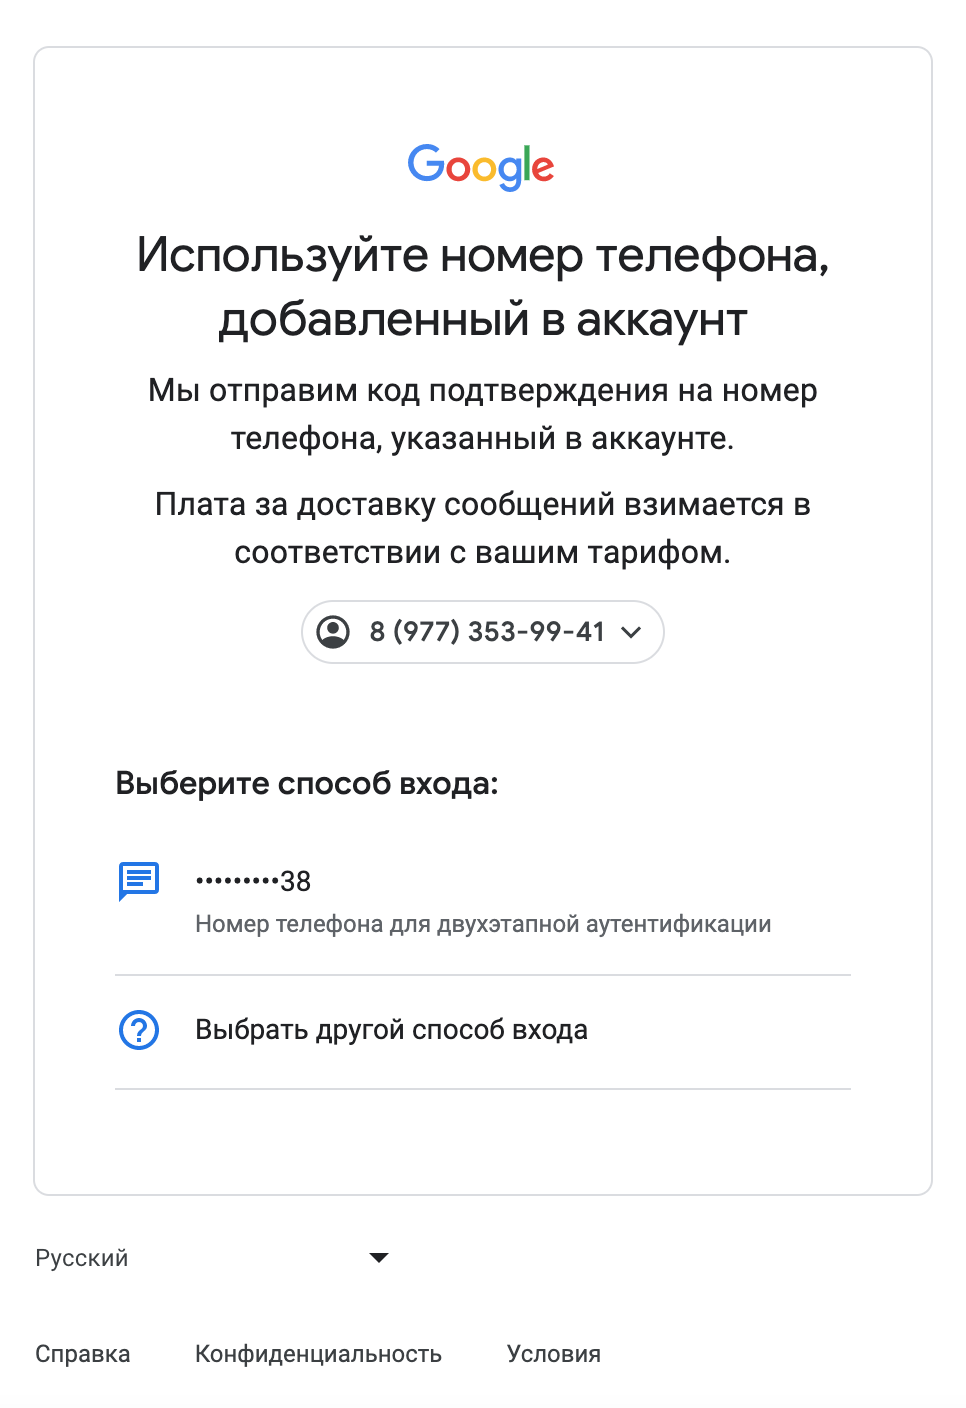 Google
Используйте номер телефона,
добавленный в аккаунт
Мы отправим код подтверждения на номер
телефона, указанный в аккаунте.
Плата за доставку сообщений взимается в
соответствии с вашим тарифом.
8 (977) 353-99-41
Выберите способ входа:
•••••••••38
Номер телефона для двухэтапной аутентификации
Выбрать другой способ входа
Русский
Справка Конфиденциальность Условия